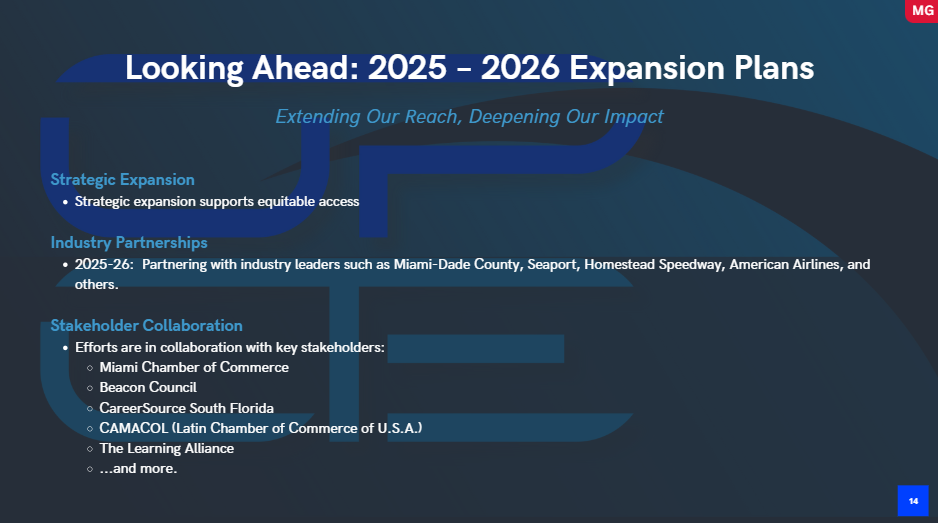 MG
Looking Ahead: 2025 – 2026 Expansion Plans
Extending Our Reach, Deepening Our Impact
Strategic Expansion
• Strategic expansion supports equitable access
Industry Partnerships
• 2025-26:  Partnering with industry leaders such as Miami-Dade County, Seaport, Homestead Speedway, American Airlines, and
others.
Stakeholder Collaboration
• Efforts are in collaboration with key stakeholders:
○ Miami Chamber of Commerce
○ Beacon Council
○ CareerSource South Florida
○ CAMACOL (Latin Chamber of Commerce of U.S.A.)
○ The Learning Alliance
○ ...and more.
14